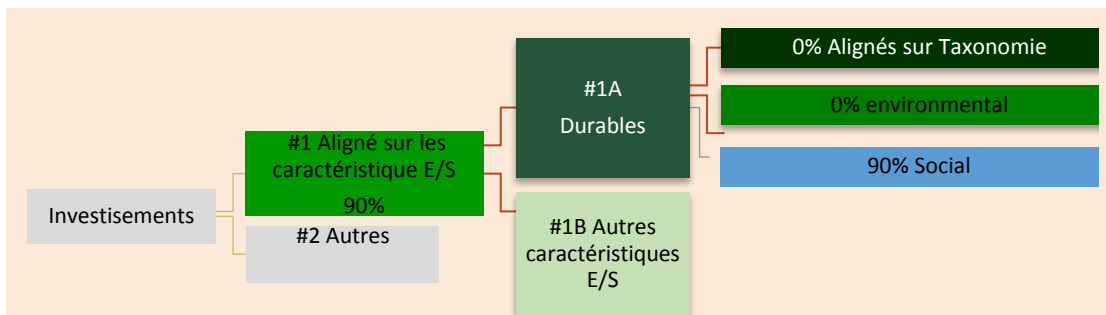 Investisements
#1 Aligné sur les
caractéristique E/S
90%
#2 Autres
#1A
Durables
#1B Autres
caractéristiques
E/S
0% Alignés sur Taxonomie
0% environmental
90% Social